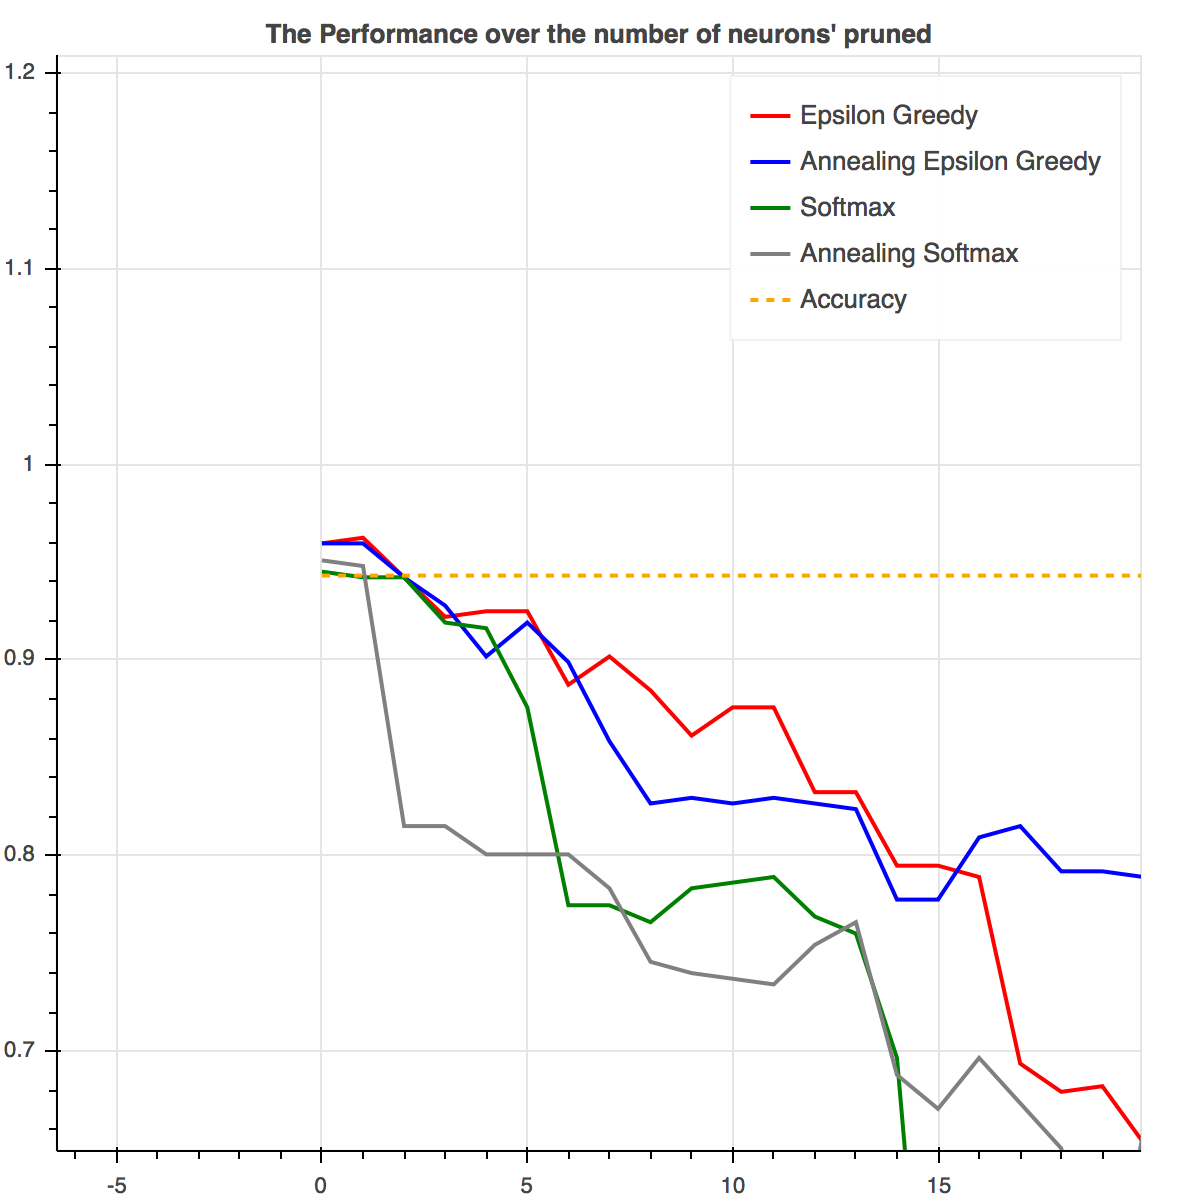 The Performance over the number of neurons' pruned
1.2
1.1
1
0.9
0.8
0.7
Epsilon Greedy
Annealing Epsilon Greedy
Softmax
Annealing Softmax
Accuracy
-5 0 5 10 15